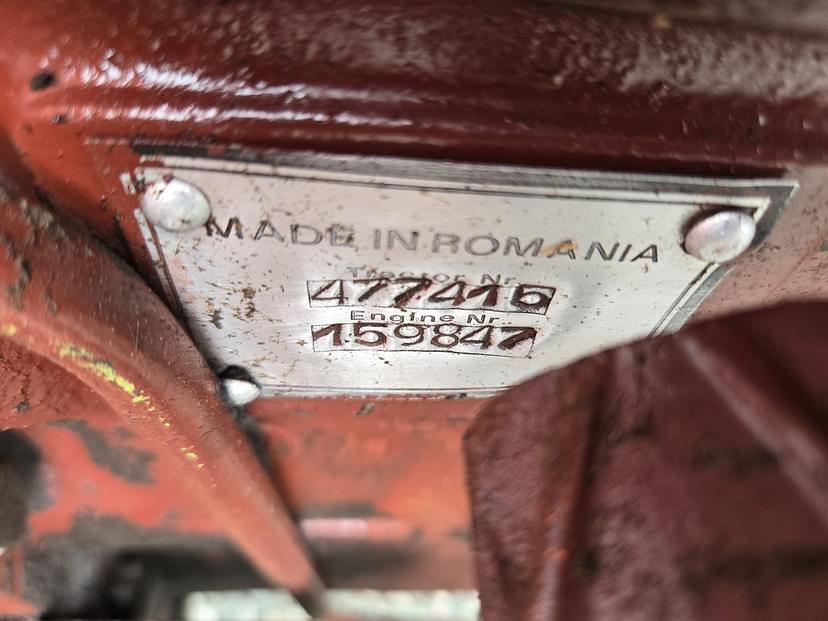 MADE IN ROMANIA
Tractor Nr
477415
Engine Nr
159847